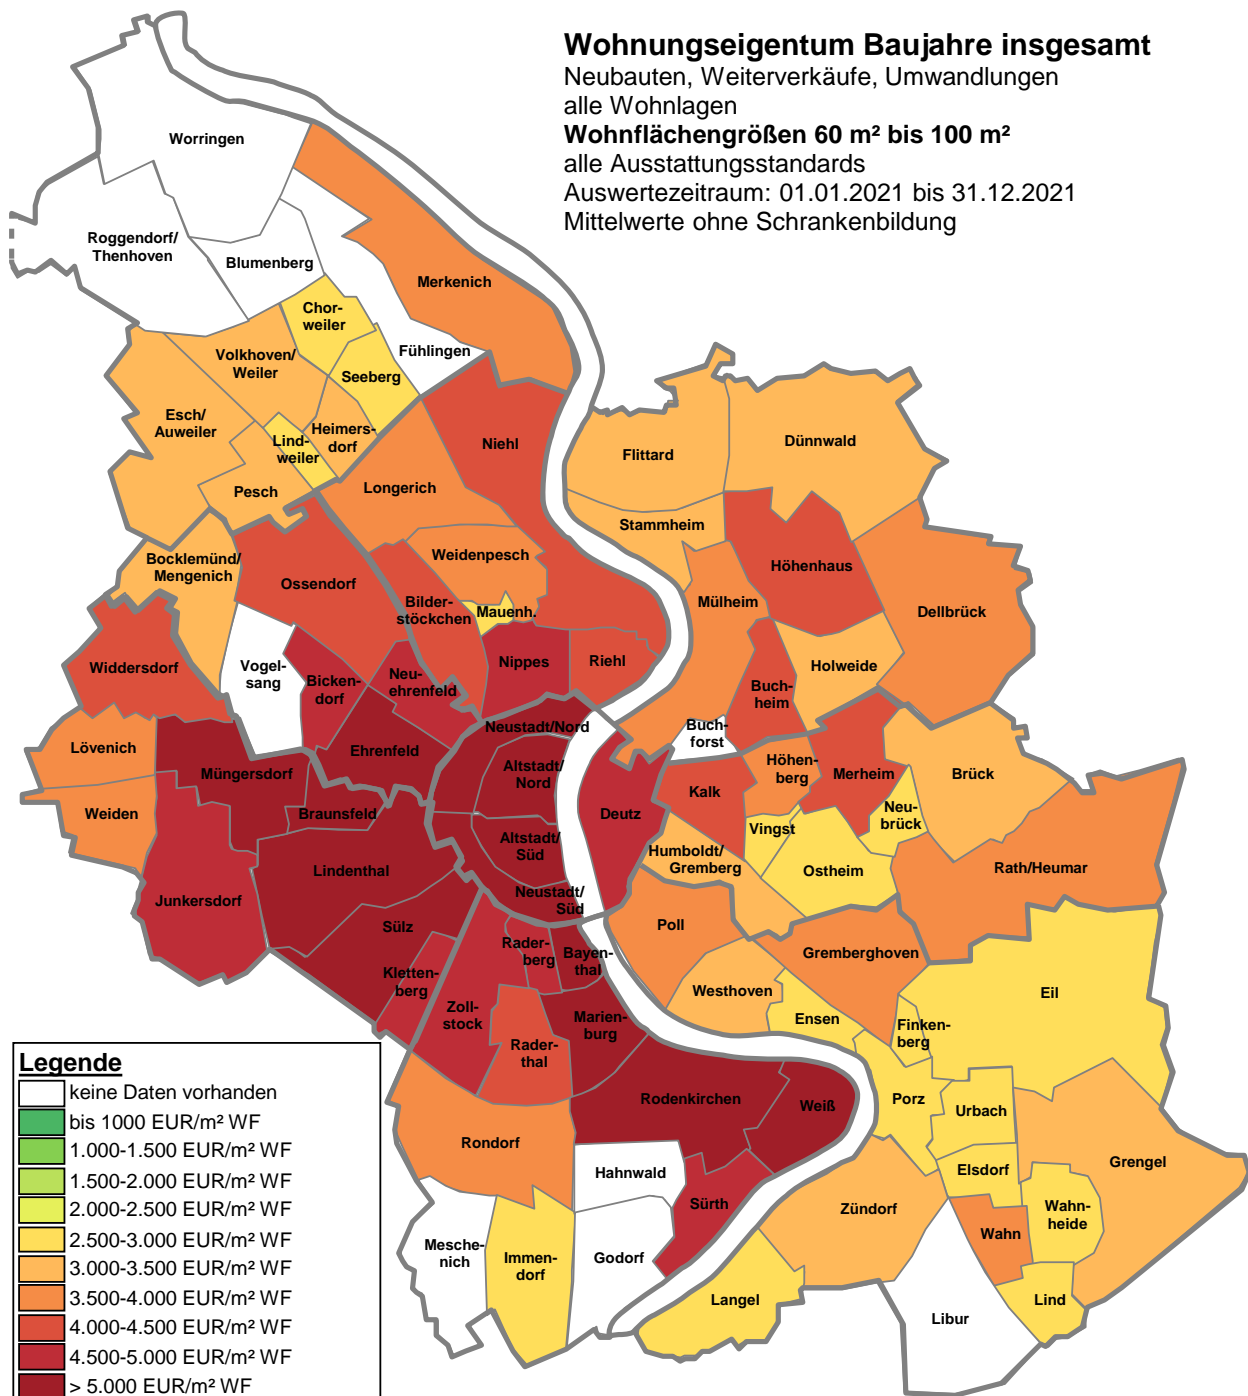 Wohnungseigentum Baujahre insgesamt
Neubauten, Weiterverkäufe, Umwandlungen
alle Wohnlagen
Wohnflächengrößen 60 m² bis 100 m²
alle Ausstattungsstandards
Auswertezeitraum: 01.01.2021 bis 31.12.2021
Mittelwerte ohne Schrankenbildung
Worringen
Roggendorf/
Thenhoven
Blumenberg
Merkenich
Chor-
weiler
Fühlingen
Volkhoven/
Weiler
Seeberg
Esch/
Auweiler
Heimers-
dorf
Lind-
weiler
Niehl
Pesch
Longerich
Flittard
Dünnwald
Stammheim
Bocklemünd/
Mengenich
Ossendorf
Weidenpesch
Bilder-
stöckchen
Mauenh.
Mülheim
Höhenhaus
Dellbrück
Widdersdorf
Vogel-
sang
Bicken-
dorf
Neu-
ehrenfeld
Nippes
Riehl
Holweide
Buch-
heim
Buch-
forst
Lövenich
Müngersdorf
Ehrenfeld
Neustadt/Nord
Altstadt/
Nord
Höhen-
berg
Merheim
Brück
Weiden
Braunsfeld
Deutz
Kalk
Vingst
Neu-
brück
Altstadt/
Süd
Humboldt/
Gremberg
Ostheim
Rath/Heumar
Lindenthal
Junkersdorf
Neustadt/
Süd
Sülz
Poll
Rader-
berg
Bayen-
thal
Gremberghoven
Kletten-
berg
Zoll-
stock
Westhoven
Eil
Marien-
burg
Ensen
Finken-
berg
Rader-
thal
Rodenkirchen
Weiß
Porz
Urbach
Rondorf
Hahnwald
Elsdorf
Grengel
Sürth
Zündorf
Wahn-
heide
Wahn
Mesche-
nich
Immen-
dorf
Godorf
Langel
Lind
Libur
Legende
keine Daten vorhanden
bis 1000 EUR/m² WF
1.000-1.500 EUR/m² WF
1.500-2.000 EUR/m² WF
2.000-2.500 EUR/m² WF
2.500-3.000 EUR/m² WF
3.000-3.500 EUR/m² WF
3.500-4.000 EUR/m² WF
4.000-4.500 EUR/m² WF
4.500-5.000 EUR/m² WF
> 5.000 EUR/m² WF